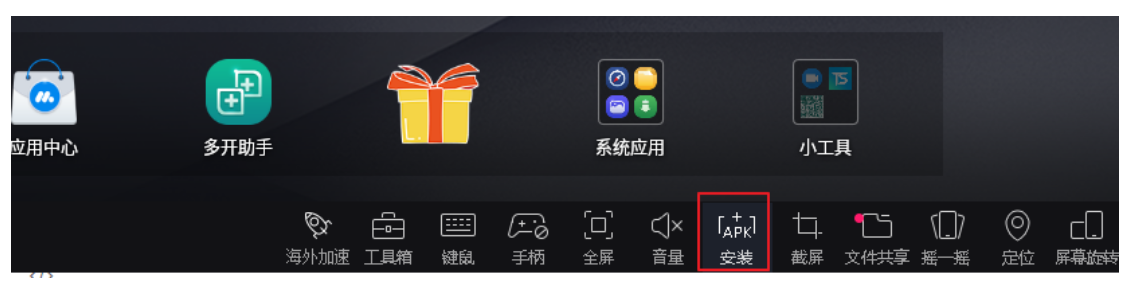 应用中心 多开助手 系统应用 小工具
TS
海外加速 工具箱 键鼠 手柄 全屏 音量 APK 安装 截屏 文件共享 摇一摇 定位 屏幕旋转